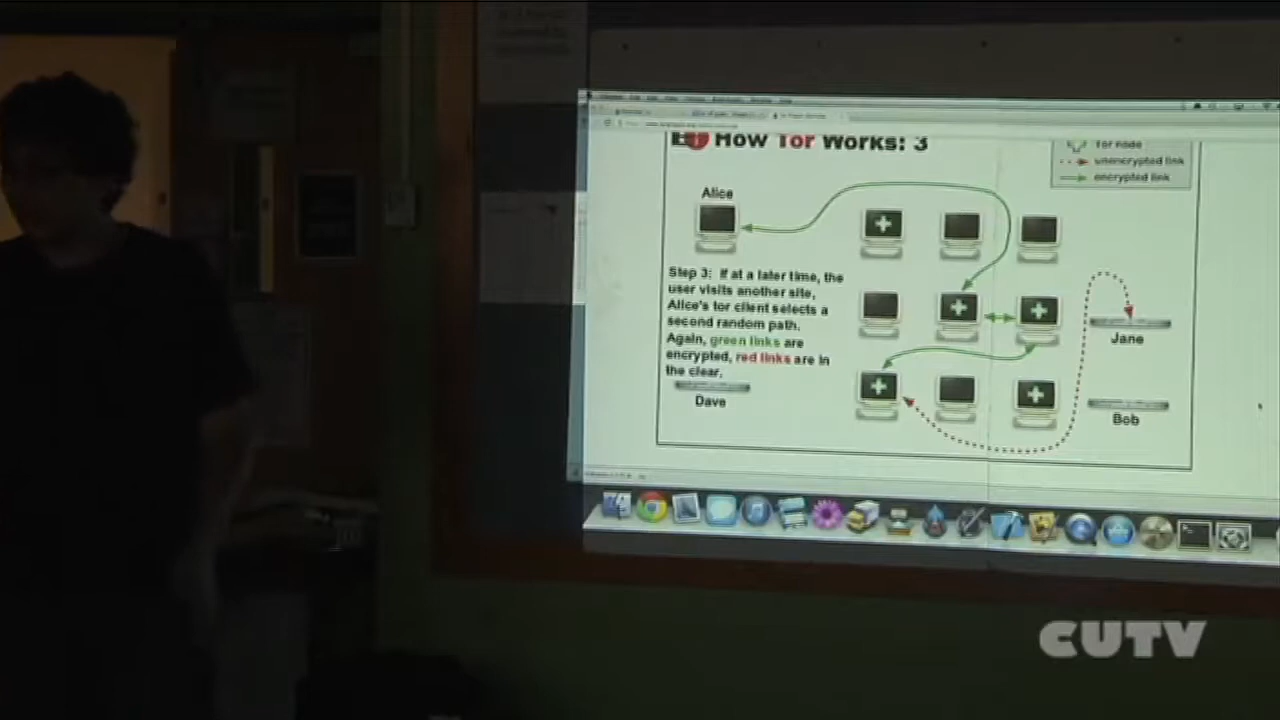 How Tor Works: 3
Tor node
unencrypted link
encrypted link
Alice
Step 3: If at a later time, the
user visits another site,
Alice's tor client selects a
second random path.
Again, green links are
encrypted, red links are in
the clear.
Dave
Jane
Bob
CUTV